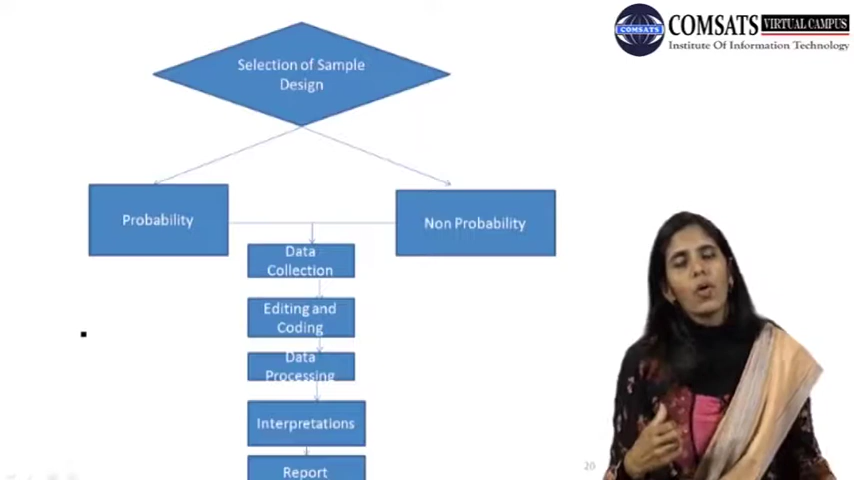 COMSATS VIRTUAL CAMPUS
COMSATS
Institute Of Information Technology
Selection of Sample
Design
Probability
Non Probability
Data
Collection
Editing and
Coding
Data
Processing
Interpretations
Report
20